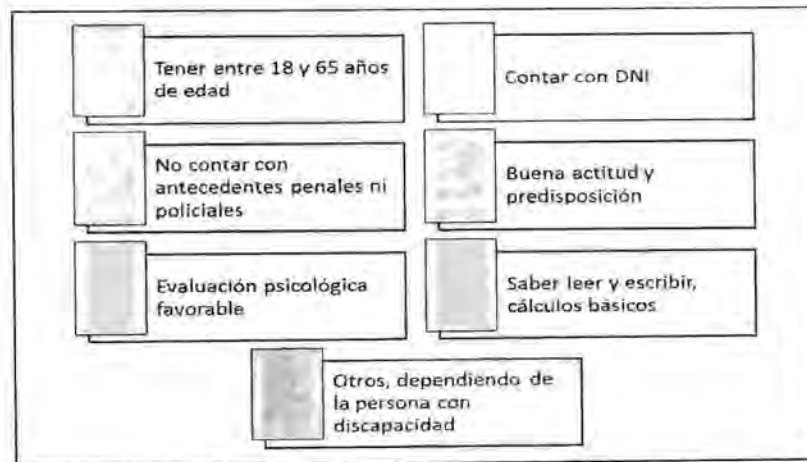 Tener entre 18 y 65 años
de edad
Contar con DNI
No contar con
antecedentes penales ni
policiales
Buena actitud y
predisposición
Evaluación psicológica
favorable
Saber leer y escribir,
cálculos básicos
Otros, dependiendo de
la persona con
discapacidad